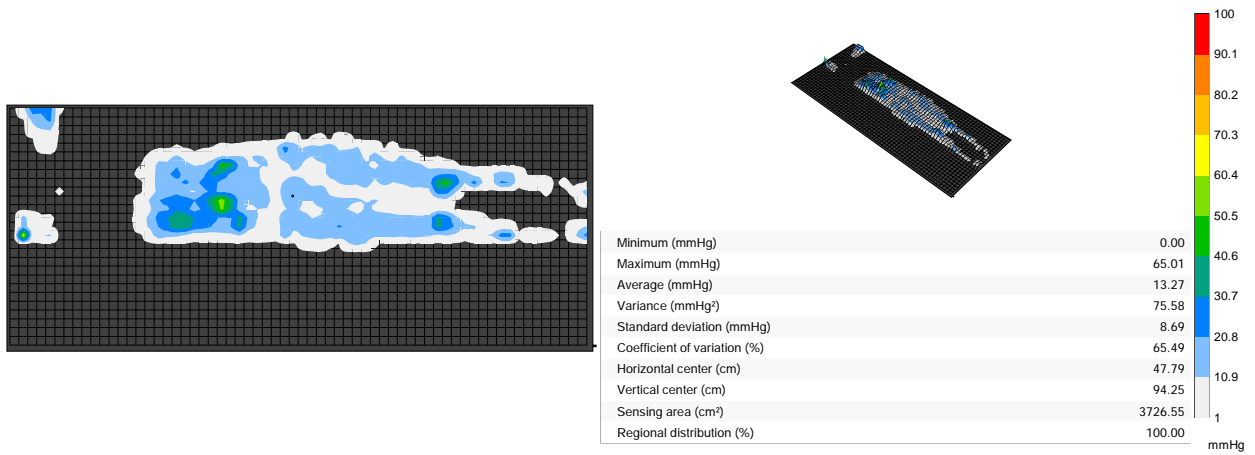 100
90.1
80.2
70.3
60.4
50.5
40.6
30.7
20.8
10.9
1
mmHg
Minimum (mmHg) 0.00
Maximum (mmHg) 65.01
Average (mmHg) 13.27
Variance (mmHg²) 75.58
Standard deviation (mmHg) 8.69
Coefficient of variation (%) 65.49
Horizontal center (cm) 47.79
Vertical center (cm) 94.25
Sensing area (cm²) 3726.55
Regional distribution (%) 100.00